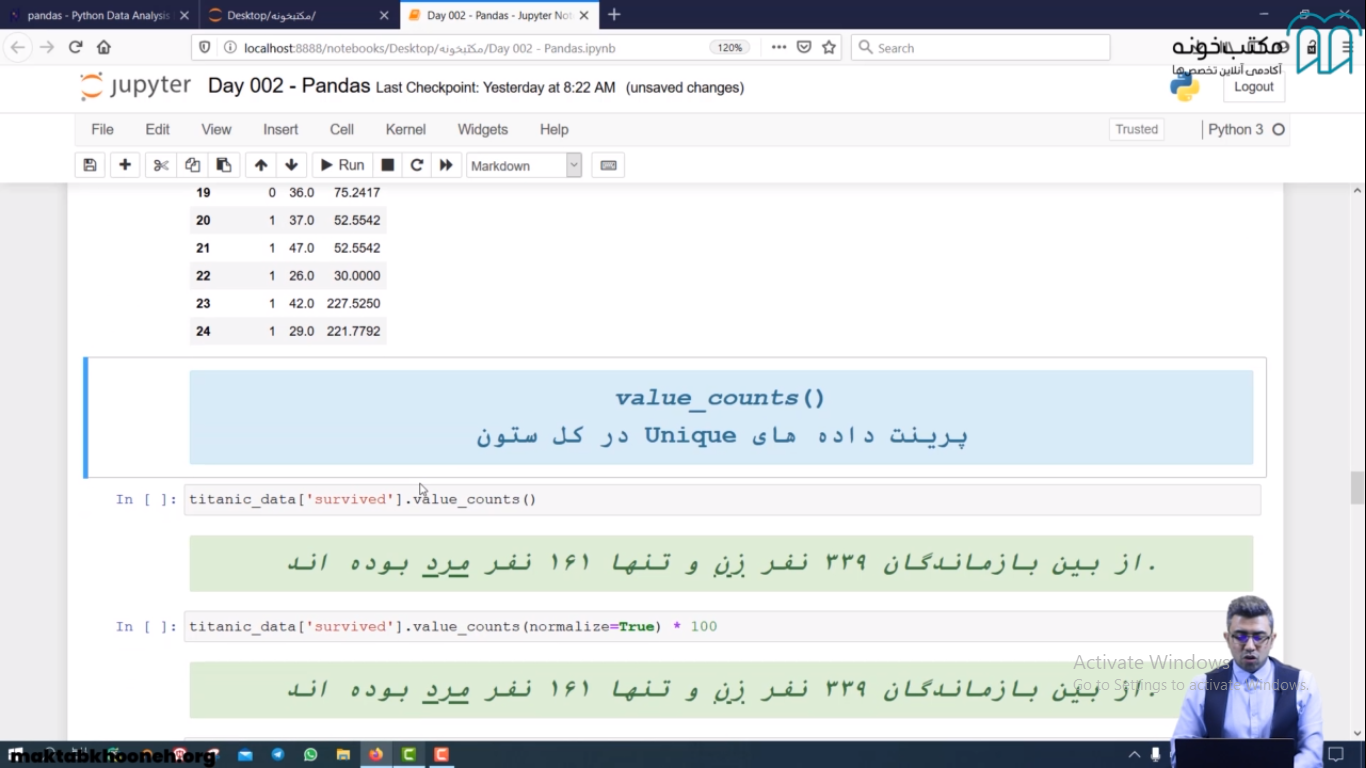 pandas - Python Data Analysis
Desktop/مکتبخونه/
Day 002 - Pandas - Jupyter Not
localhost:8888/notebooks/Desktop/مکتبخونه/Day 002 - Pandas.ipynb
120%
Search
مکتب‌خونه
آکادمی آنلاین تخصص‌ها
jupyter
Day 002 - Pandas Last Checkpoint: Yesterday at 8:22 AM (unsaved changes)
Logout
File Edit View Insert Cell Kernel Widgets Help
Trusted
Python 3
Run
Markdown
19 0 36.0 75.2417
20 1 37.0 52.5542
21 1 47.0 52.5542
22 1 26.0 30.0000
23 1 42.0 227.5250
24 1 29.0 221.7792
value_counts()
پرینت داده های Unique در کل ستون
In [ ]: titanic_data['survived'].value_counts()
از بین بازماندگان ۳۳۹ نفر زن و تنها ۱۶۱ نفر مرد بوده اند.
In [ ]: titanic_data['survived'].value_counts(normalize=True) * 100
از بین بازماندگان ۳۳۹ نفر زن و تنها ۱۶۱ نفر مرد بوده اند.
Activate Windows
Go to Settings to activate Windows.
maktabkhooneh.org